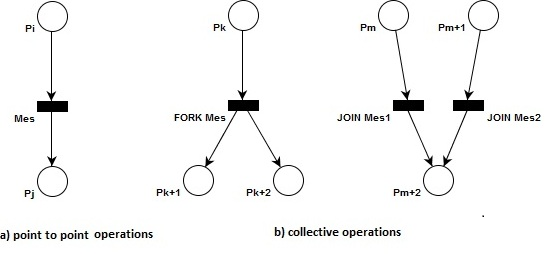 Pi
Pk
Pm
Pm+1
Mes
FORK Mes
JOIN Mes1
JOIN Mes2
Pj
Pk+1
Pk+2
Pm+2
a) point to point operations
b) collective operations